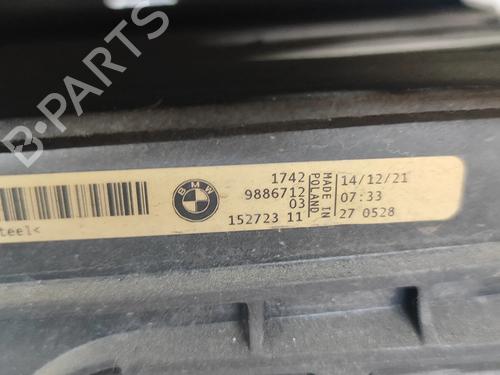 B-PARTS
BMW
1742
9886712
03
152723 11
MADE IN
POLAND
14/12/21
07:33
27 0528
teel<